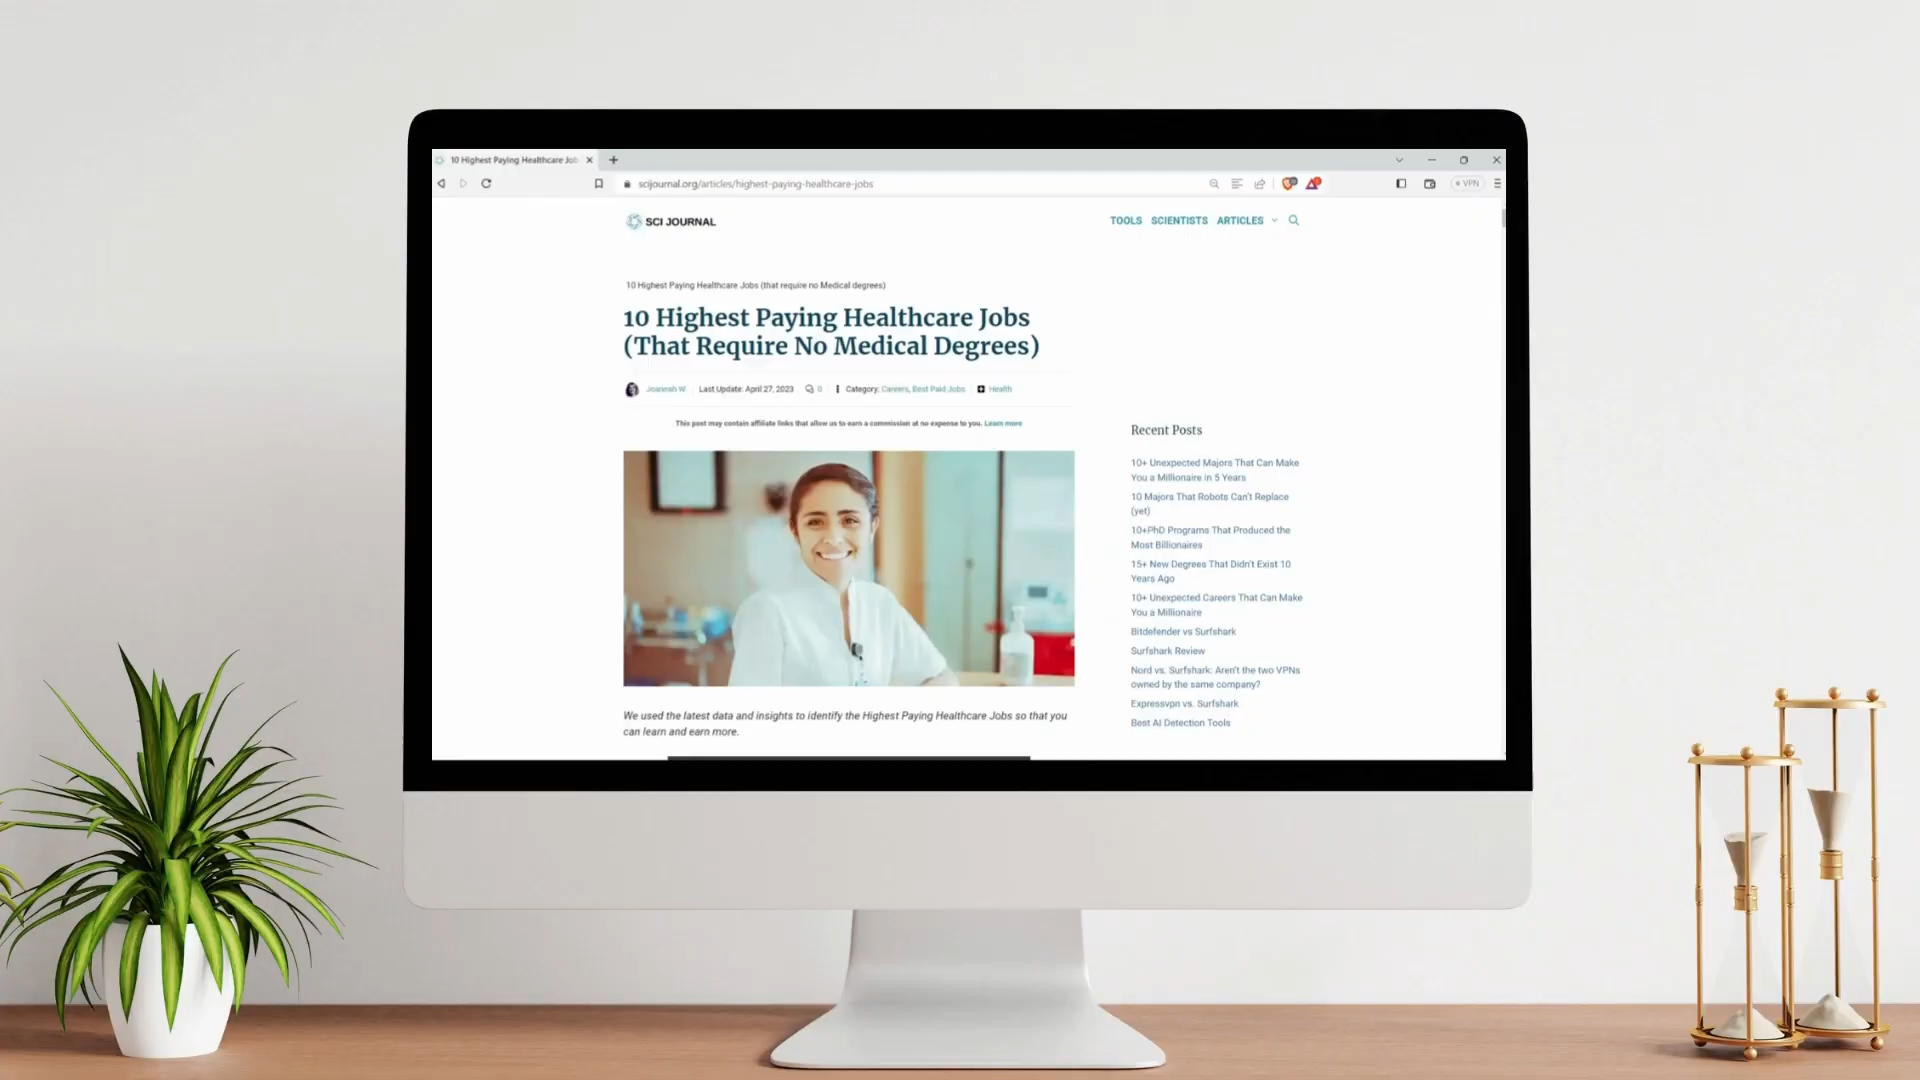 10 Highest Paying Healthcare Job
scijournal.org/articles/highest-paying-healthcare-jobs
VPN
SCI JOURNAL
TOOLS SCIENTISTS ARTICLES
10 Highest Paying Healthcare Jobs (that require no Medical degrees)
10 Highest Paying Healthcare Jobs
(That Require No Medical Degrees)
Joaneah W. Last Update: April 27, 2023 0 Category: Careers, Best Paid Jobs Health
This post may contain affiliate links that allow us to earn a commission at no expense to you. Learn more
We used the latest data and insights to identify the Highest Paying Healthcare Jobs so that you
can learn and earn more.
Recent Posts
10+ Unexpected Majors That Can Make
You a Millionaire in 5 Years
10 Majors That Robots Can't Replace
(yet)
10+PhD Programs That Produced the
Most Billionaires
15+ New Degrees That Didn't Exist 10
Years Ago
10+ Unexpected Careers That Can Make
You a Millionaire
Bitdefender vs Surfshark
Surfshark Review
Nord vs. Surfshark: Aren't the two VPNs
owned by the same company?
Expressvpn vs. Surfshark
Best AI Detection Tools